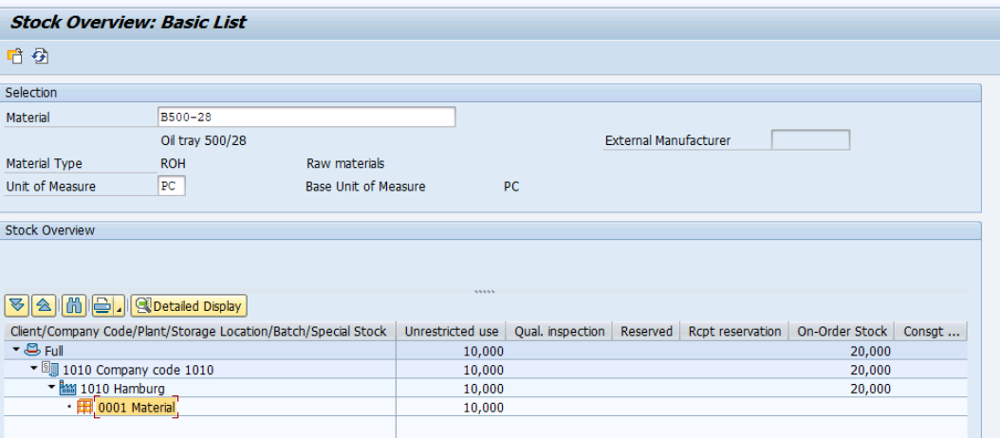 Stock Overview: Basic List
Selection
Material B500-28
Oil tray 500/28 External Manufacturer
Material Type ROH Raw materials
Unit of Measure PC Base Unit of Measure PC
Stock Overview
Detailed Display
Client/Company Code/Plant/Storage Location/Batch/Special Stock Unrestricted use Qual. inspection Reserved Rcpt reservation On-Order Stock Consgt ...
Full 10,000 20,000
1010 Company code 1010 10,000 20,000
1010 Hamburg 10,000 20,000
0001 Material 10,000